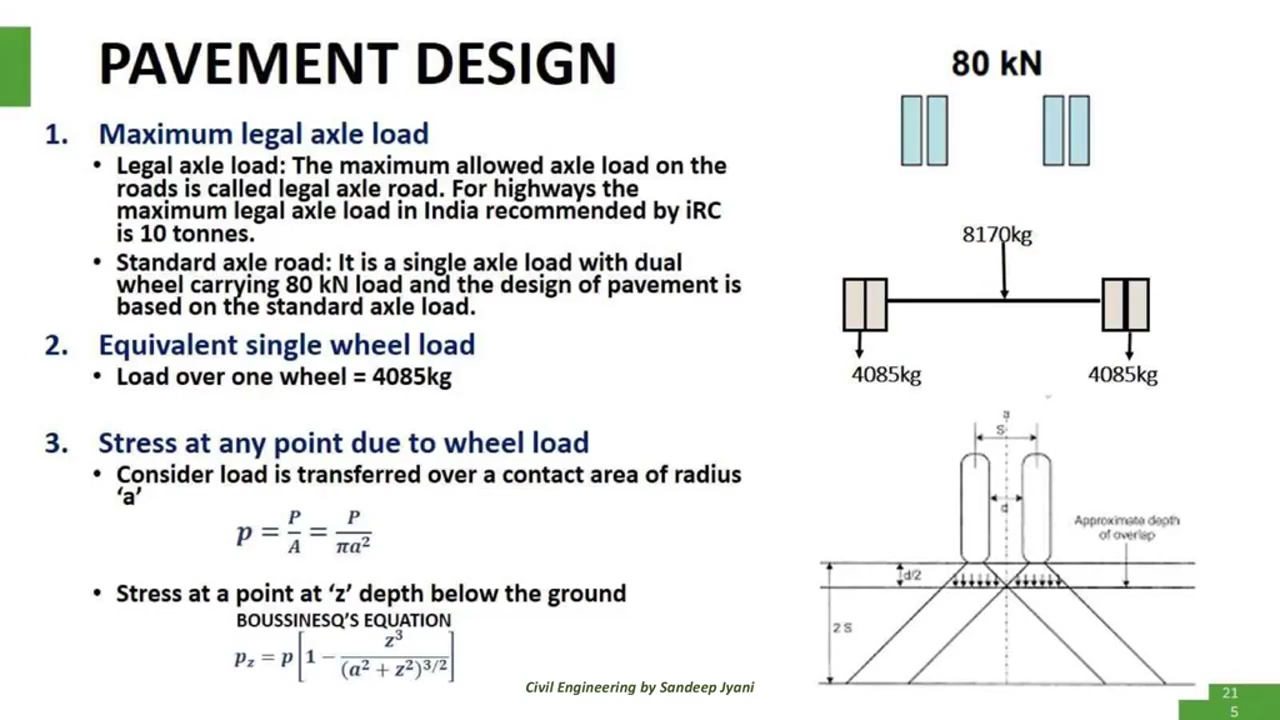 PAVEMENT DESIGN
1. Maximum legal axle load
• Legal axle load: The maximum allowed axle load on the
roads is called legal axle road. For highways the
maximum legal axle load in India recommended by iRC
is 10 tonnes.
• Standard axle road: It is a single axle load with dual
wheel carrying 80 kN load and the design of pavement is
based on the standard axle load.
2. Equivalent single wheel load
• Load over one wheel = 4085kg
3. Stress at any point due to wheel load
• Consider load is transferred over a contact area of radius
‘a’
p = P/A = P/πa²
• Stress at a point at ‘z’ depth below the ground
BOUSSINESQ’S EQUATION
p_z = p[1 − z³/(a² + z²)^{3/2}]
80 kN
8170kg
4085kg
4085kg
a
S
d
Approximate depth
of overlap
d/2
2 S
Civil Engineering by Sandeep Jyani
21
5